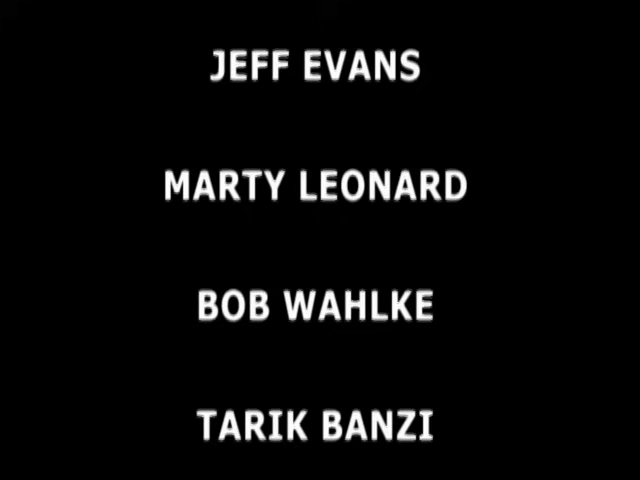 JEFF EVANS
MARTY LEONARD
BOB WAHLKE
TARIK BANZI